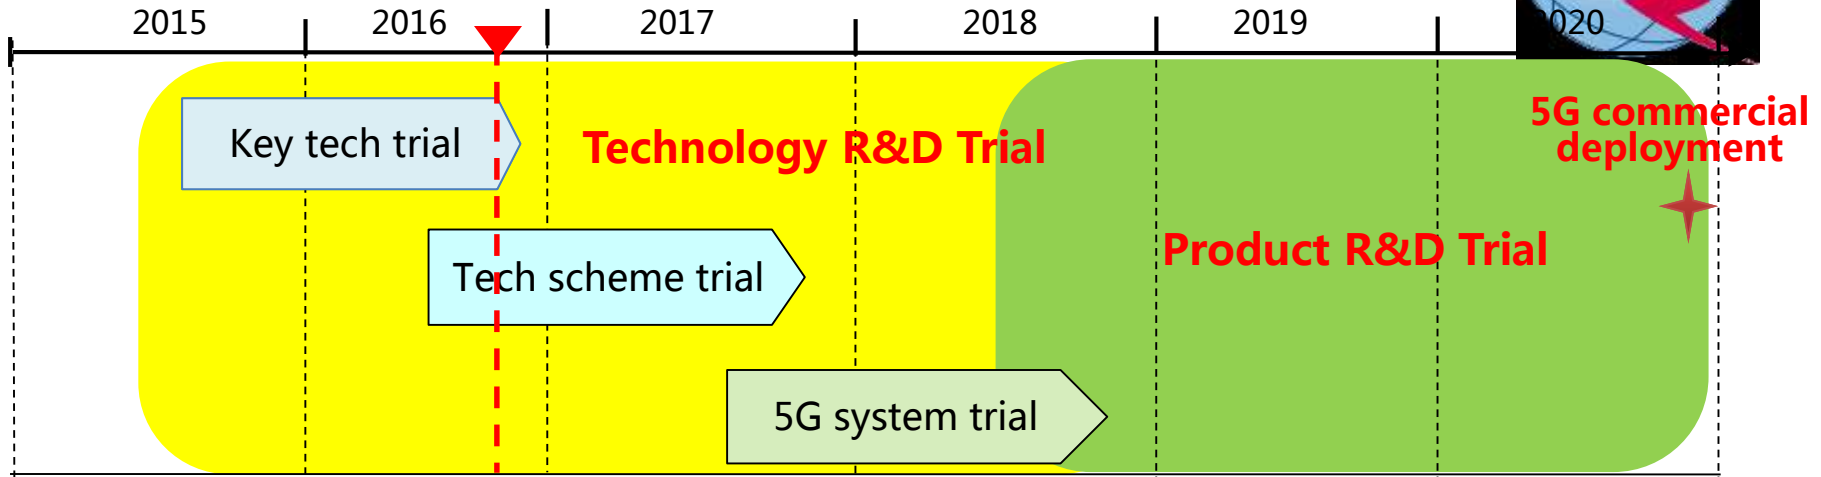 2015 2016 2017 2018 2019 2020
5G commercial
deployment
Key tech trial
Technology R&D Trial
Product R&D Trial
Tech scheme trial
5G system trial